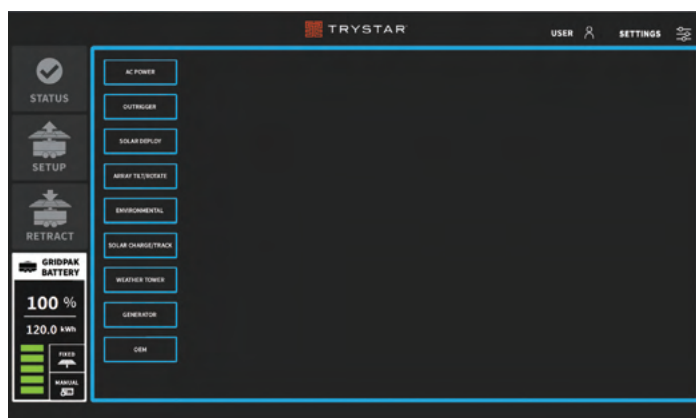 TRYSTAR
USER
SETTINGS
STATUS
SETUP
RETRACT
GRIDPAK
BATTERY
100 %
120.0 kWh
FIXED
MANUAL
AC POWER
OUTRIGGER
SOLAR DEPLOY
ARRAY TILT/ROTATE
ENVIRONMENTAL
SOLAR CHARGE/TRACK
WEATHER TOWER
GENERATOR
OEM